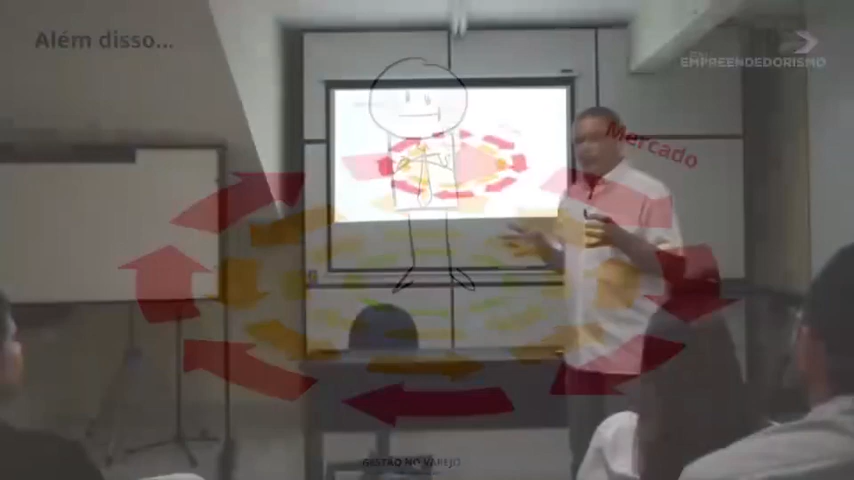 Além disso...
EMPREENDEDORISMO
Mercado
GESTÃO NO VAREJO